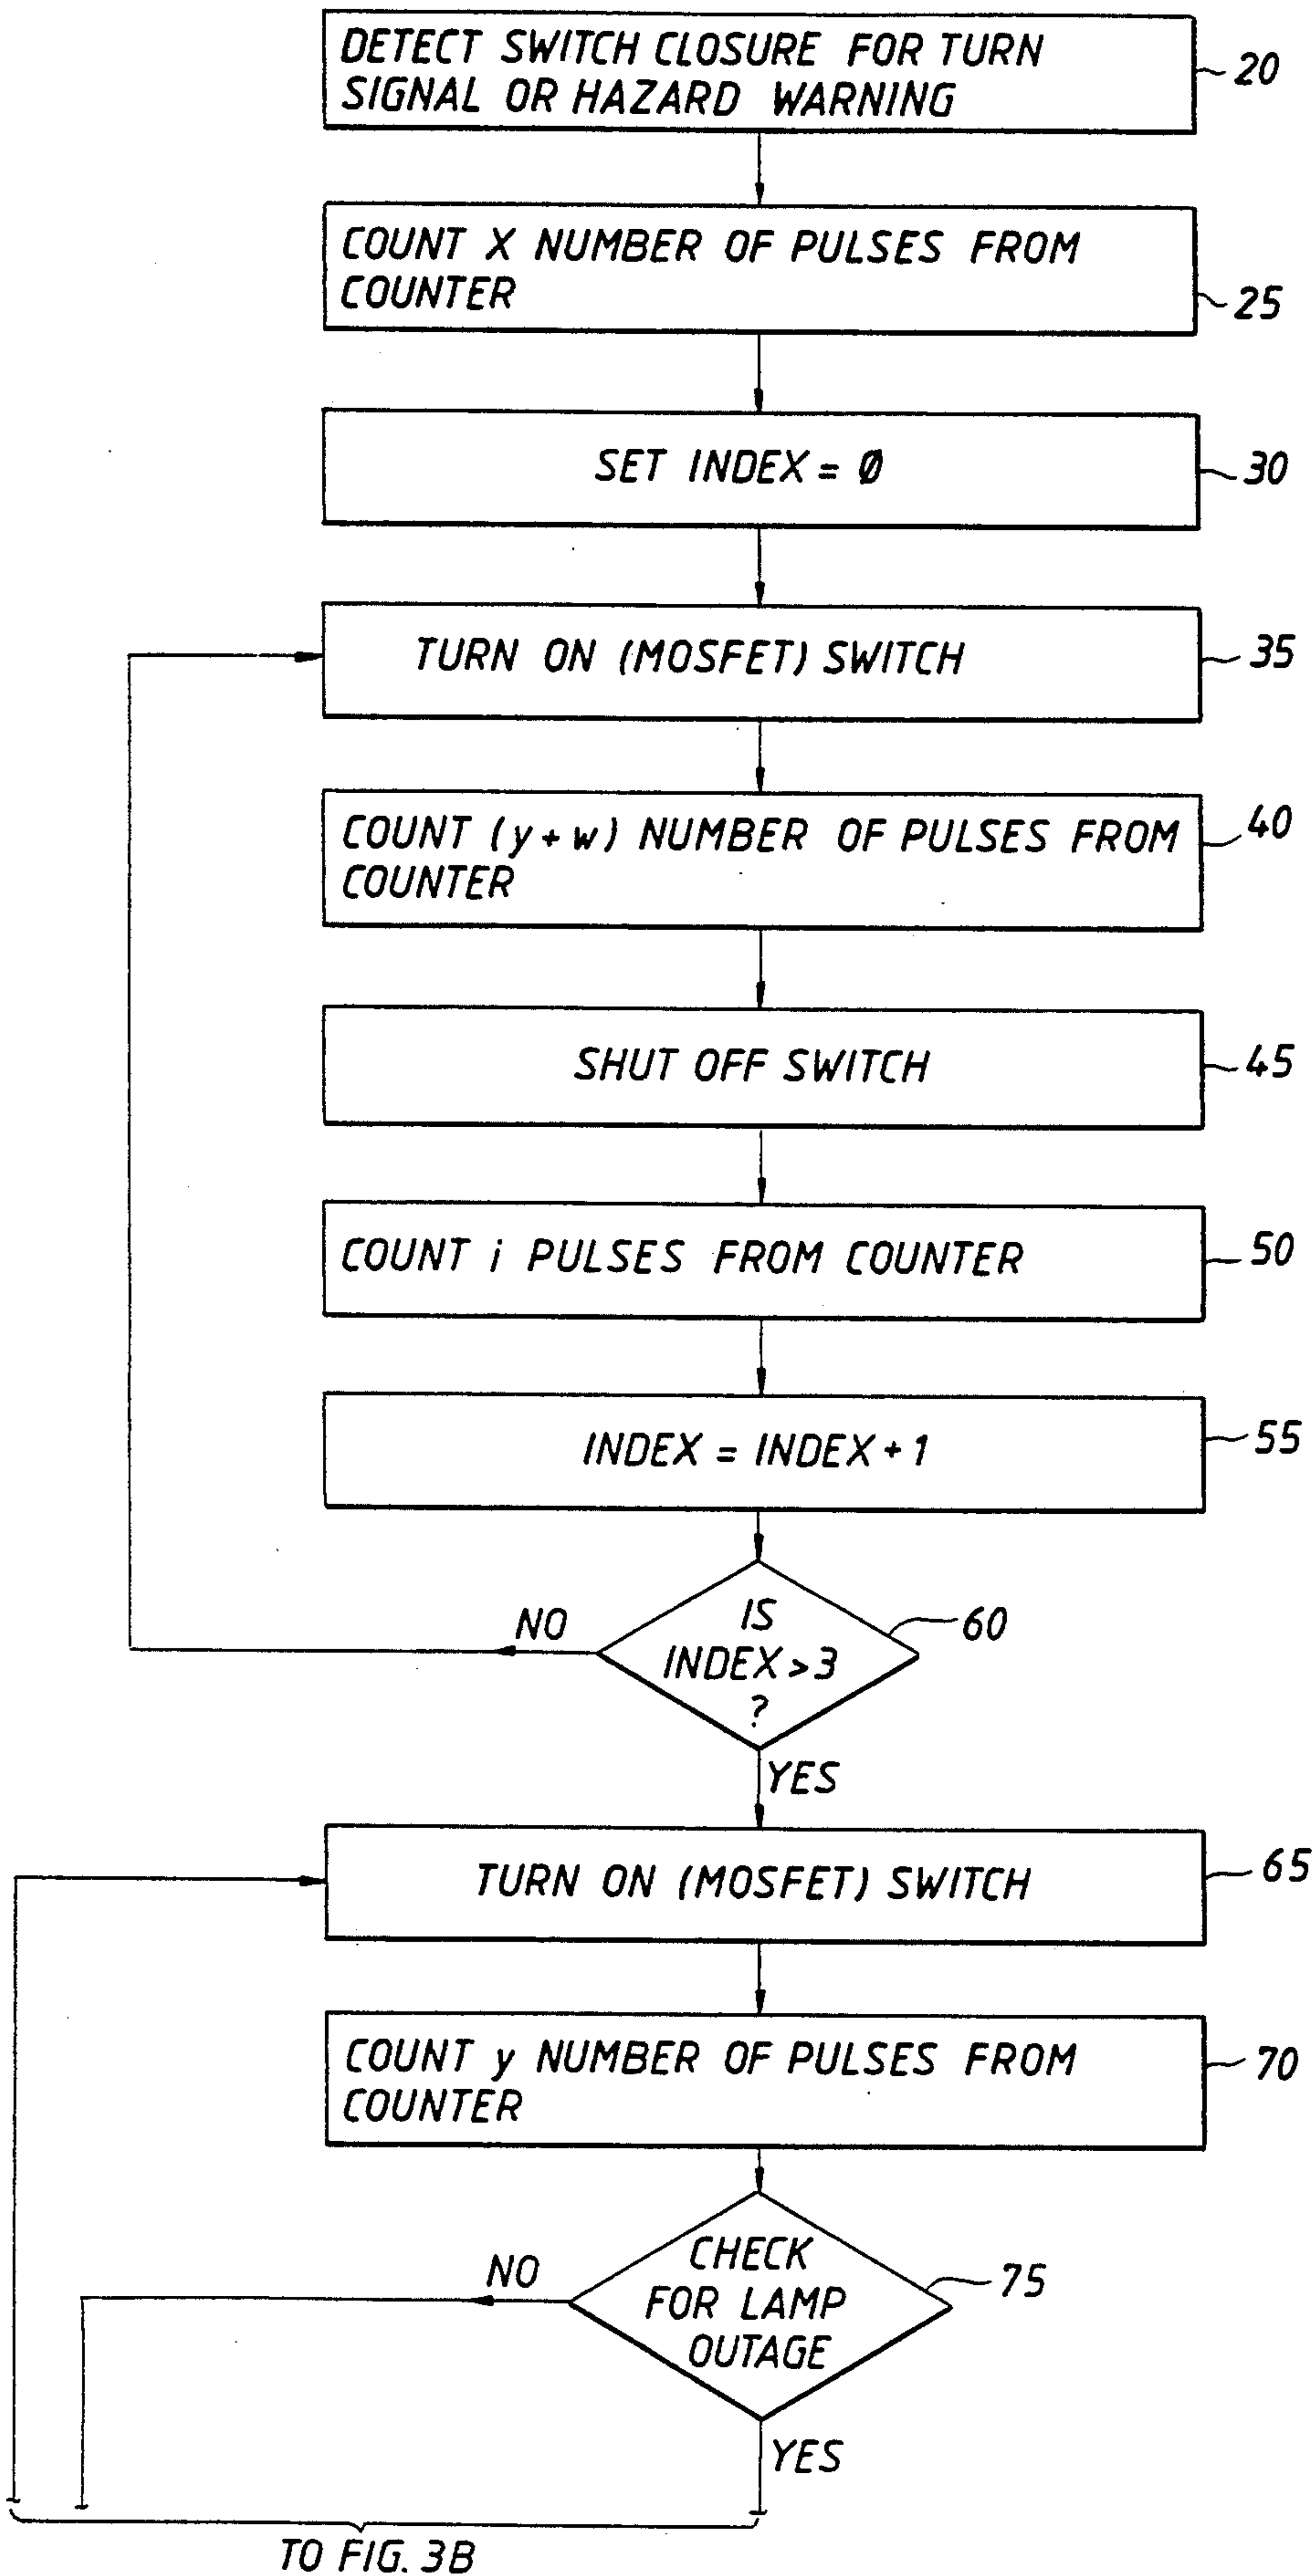 DETECT SWITCH CLOSURE FOR TURN
SIGNAL OR HAZARD WARNING
20
COUNT X NUMBER OF PULSES FROM
COUNTER
25
SET INDEX = Ø
30
TURN ON (MOSFET) SWITCH
35
COUNT (y + w) NUMBER OF PULSES FROM
COUNTER
40
SHUT OFF SWITCH
45
COUNT i PULSES FROM COUNTER
50
INDEX = INDEX + 1
55
IS
INDEX > 3
?
60
NO
YES
TURN ON (MOSFET) SWITCH
65
COUNT y NUMBER OF PULSES FROM
COUNTER
70
CHECK
FOR LAMP
OUTAGE
75
NO
YES
TO FIG. 3B